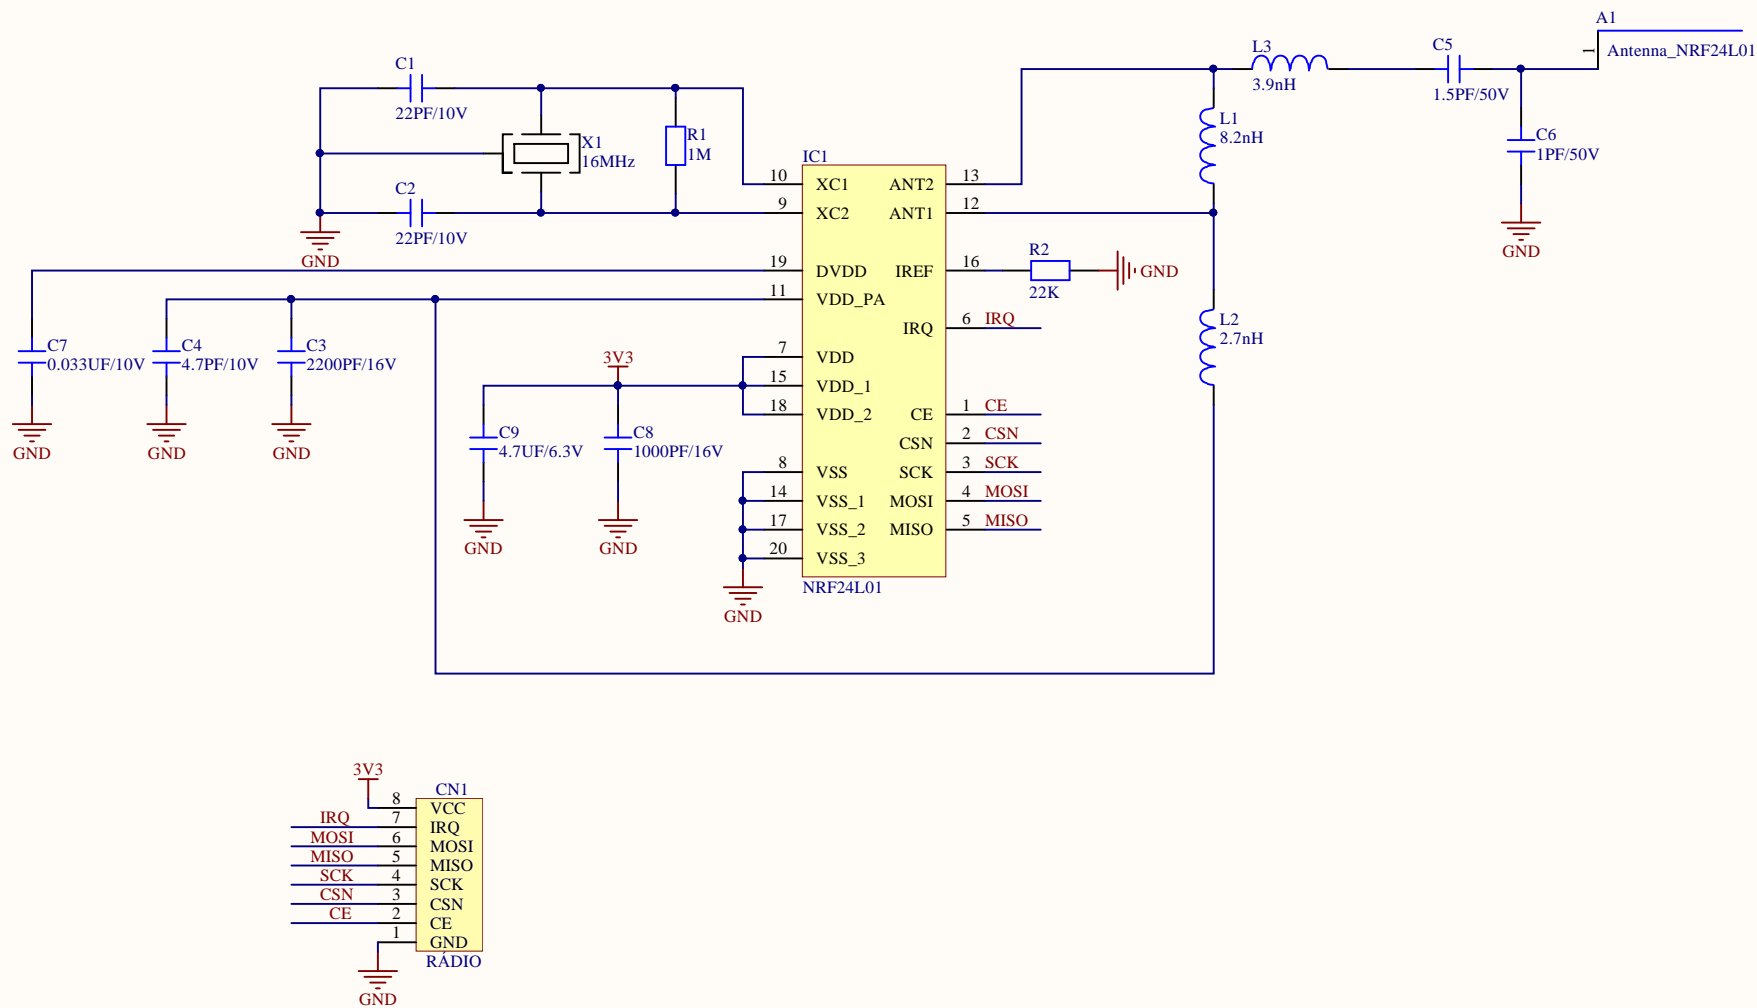 A1
1
Antenna_NRF24L01
L3
3.9nH
C5
1.5PF/50V
C1
22PF/10V
X1
16MHz
R1
1M
L1
8.2nH
C6
1PF/50V
GND
C2
22PF/10V
GND
IC1
10 XC1 ANT2 13
9 XC2 ANT1 12
19 DVDD IREF 16
11 VDD_PA
IRQ 6 IRQ
7 VDD
15 VDD_1
18 VDD_2 CE 1 CE
CSN 2 CSN
8 VSS SCK 3 SCK
14 VSS_1 MOSI 4 MOSI
17 VSS_2 MISO 5 MISO
20 VSS_3
NRF24L01
GND
R2
22K
GND
L2
2.7nH
C7
0.033UF/10V
GND
C4
4.7PF/10V
GND
C3
2200PF/16V
GND
3V3
C9
4.7UF/6.3V
GND
C8
1000PF/16V
GND
3V3
CN1
8 VCC
IRQ 7 IRQ
MOSI 6 MOSI
MISO 5 MISO
SCK 4 SCK
CSN 3 CSN
CE 2 CE
1 GND
RÁDIO
GND